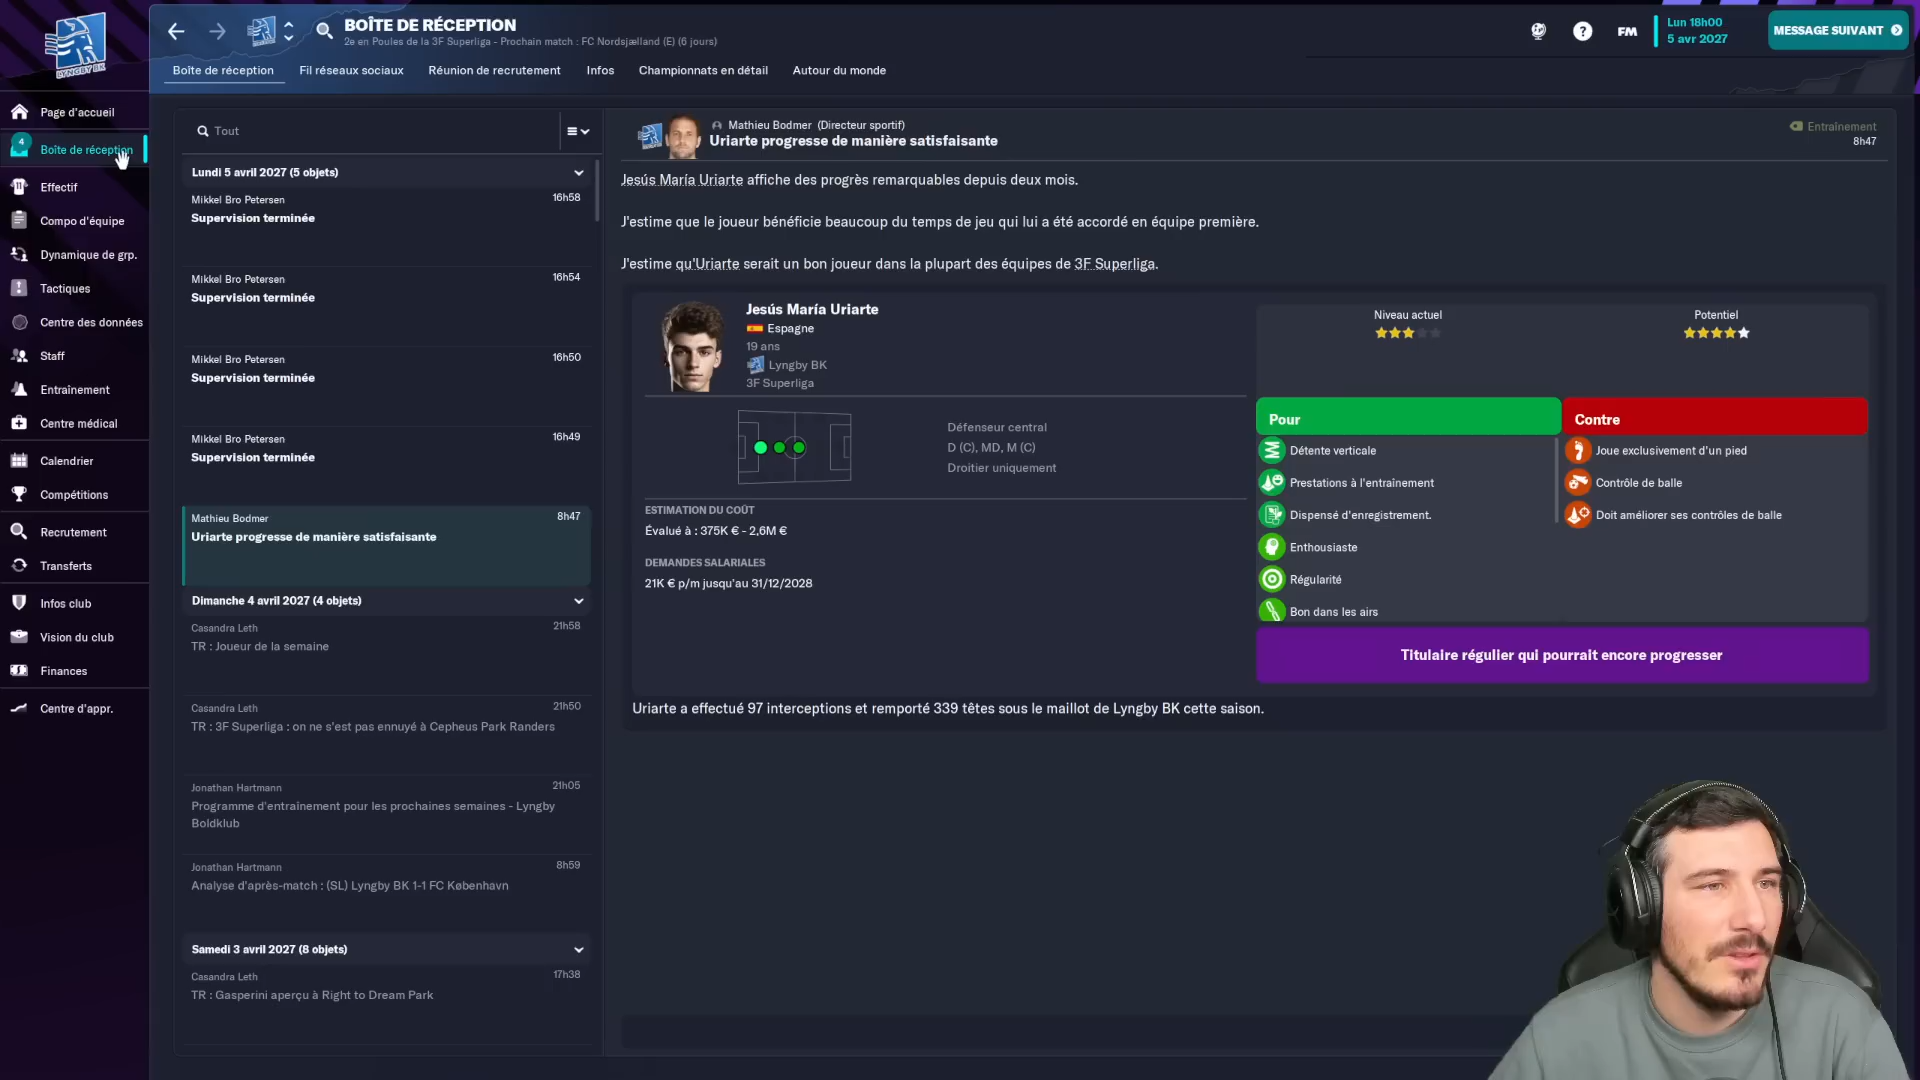 LYNGBY BK
BOÎTE DE RÉCEPTION
2e en Poules de la 3F Superliga - Prochain match : FC Nordsjælland (E) (6 jours)
FM
Lun 18h00
5 avr 2027
MESSAGE SUIVANT
Boîte de réception
Fil réseaux sociaux
Réunion de recrutement
Infos
Championnats en détail
Autour du monde
Page d'accueil
4
Boîte de réception
Effectif
Compo d'équipe
Dynamique de grp.
Tactiques
Centre des données
Staff
Entraînement
Centre médical
Calendrier
Compétitions
Recrutement
Transferts
Infos club
Vision du club
Finances
Centre d'appr.
Tout
Lundi 5 avril 2027 (5 objets)
Mikkel Bro Petersen 16h58
Supervision terminée
Mikkel Bro Petersen 16h54
Supervision terminée
Mikkel Bro Petersen 16h50
Supervision terminée
Mikkel Bro Petersen 16h49
Supervision terminée
Mathieu Bodmer 8h47
Uriarte progresse de manière satisfaisante
Dimanche 4 avril 2027 (4 objets)
Casandra Leth 21h58
TR : Joueur de la semaine
Casandra Leth 21h50
TR : 3F Superliga : on ne s'est pas ennuyé à Cepheus Park Randers
Jonathan Hartmann 21h05
Programme d'entraînement pour les prochaines semaines - Lyngby
Boldklub
Jonathan Hartmann 8h59
Analyse d'après-match : (SL) Lyngby BK 1-1 FC København
Samedi 3 avril 2027 (8 objets)
Casandra Leth 17h38
TR : Gasperini aperçu à Right to Dream Park
Mathieu Bodmer (Directeur sportif)
Uriarte progresse de manière satisfaisante
Entraînement
8h47
Jesús María Uriarte affiche des progrès remarquables depuis deux mois.
J'estime que le joueur bénéficie beaucoup du temps de jeu qui lui a été accordé en équipe première.
J'estime qu'Uriarte serait un bon joueur dans la plupart des équipes de 3F Superliga.
Jesús María Uriarte
Espagne
19 ans
Lyngby BK
3F Superliga
Défenseur central
D (C), MD, M (C)
Droitier uniquement
ESTIMATION DU COÛT
Évalué à : 375K € - 2,6M €
DEMANDES SALARIALES
21K € p/m jusqu'au 31/12/2028
Niveau actuel
Potentiel
Pour
Détente verticale
Prestations à l'entraînement
Dispensé d'enregistrement.
Enthousiaste
Régularité
Bon dans les airs
Contre
Joue exclusivement d'un pied
Contrôle de balle
Doit améliorer ses contrôles de balle
Titulaire régulier qui pourrait encore progresser
Uriarte a effectué 97 interceptions et remporté 339 têtes sous le maillot de Lyngby BK cette saison.